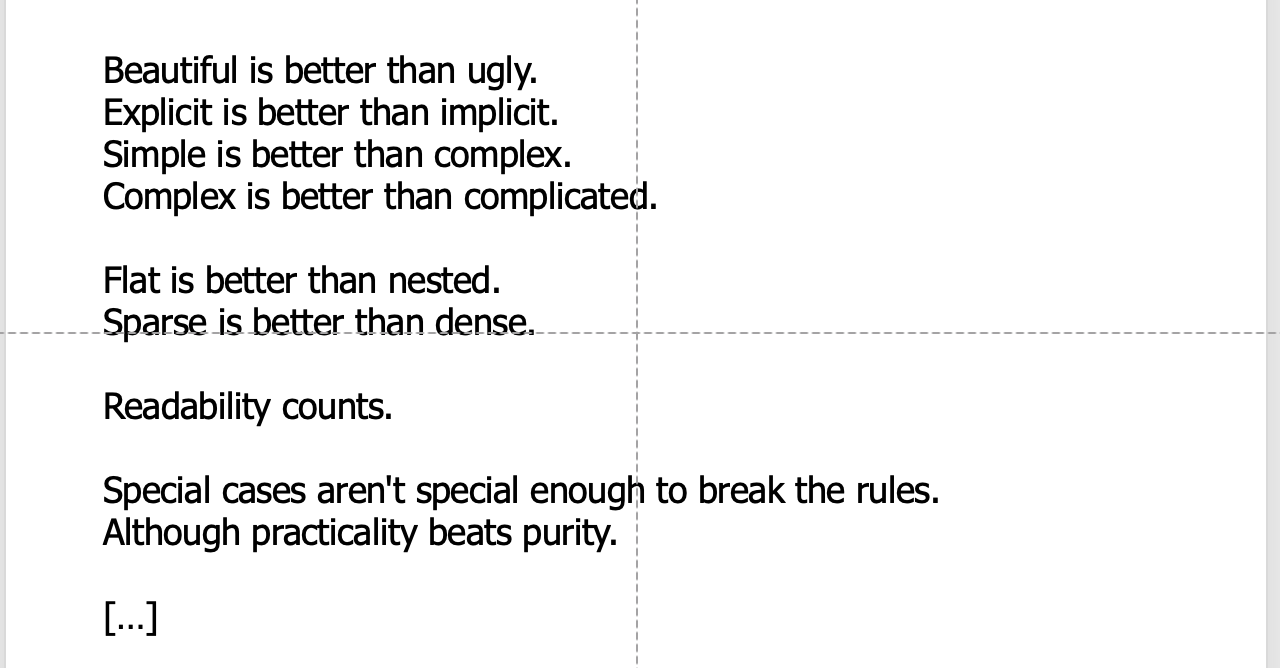 Beautiful is better than ugly.
Explicit is better than implicit.
Simple is better than complex.
Complex is better than complicated.
Flat is better than nested.
Sparse is better than dense.
Readability counts.
Special cases aren't special enough to break the rules.
Although practicality beats purity.
[...]